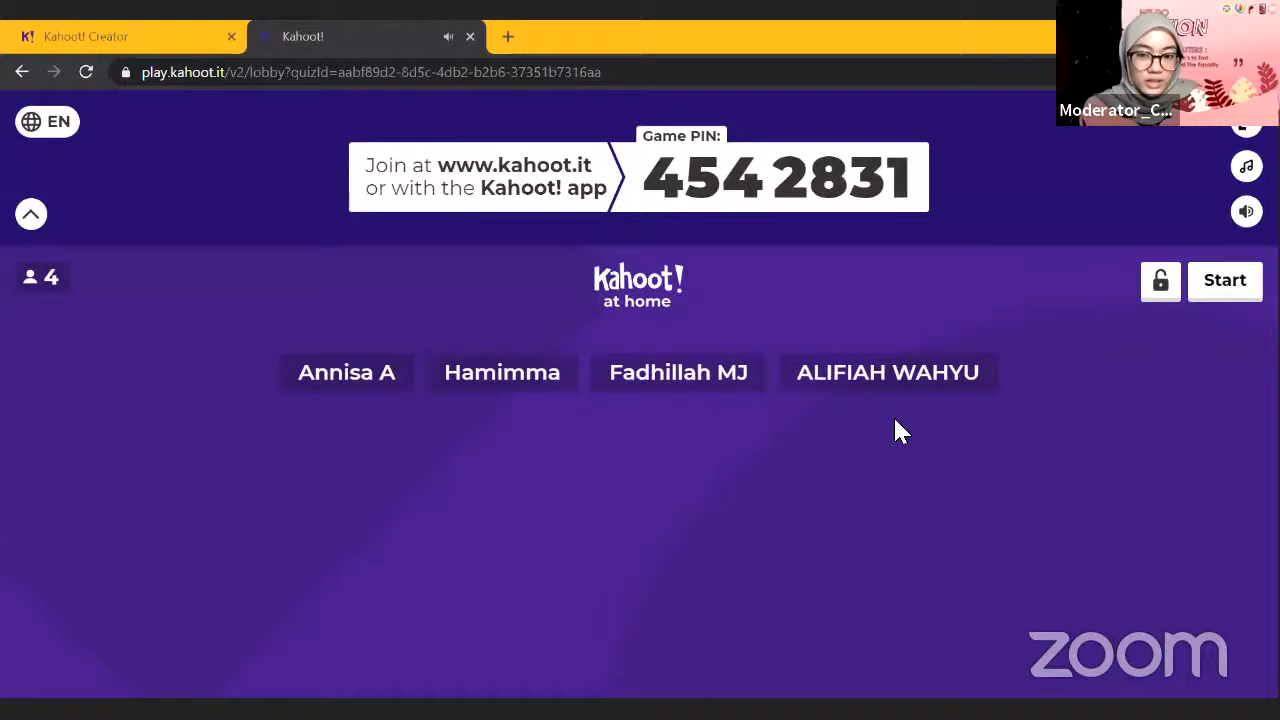 Kahoot! Creator
Kahoot!
play.kahoot.it/v2/lobby?quizId=aabf89d2-8d5c-4db2-b2b6-37351b7316aa
EN
Game PIN:
Join at www.kahoot.it
or with the Kahoot! app
454 2831
Moderator_C...
4
Kahoot!
at home
Start
Annisa A
Hamimma
Fadhillah MJ
ALIFIAH WAHYU
zoom